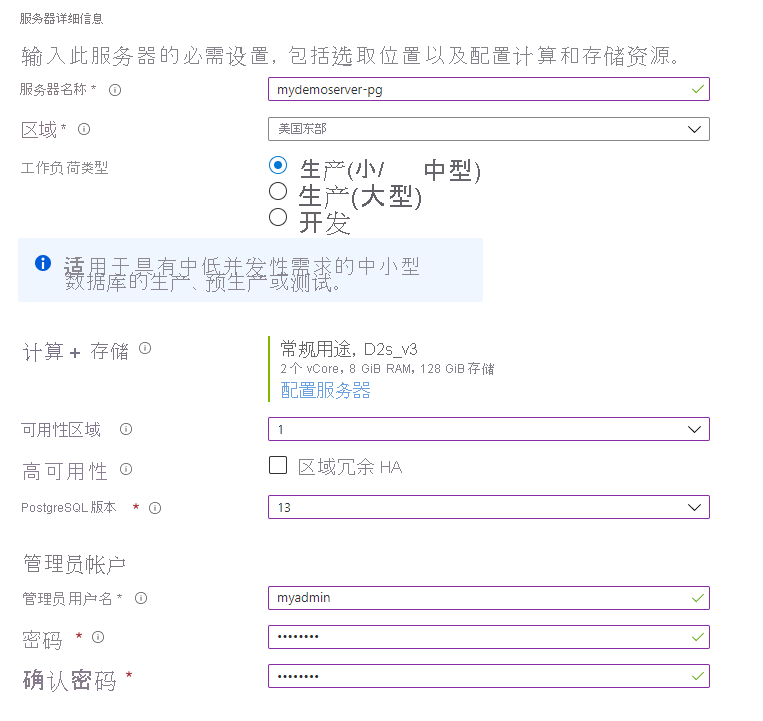 服务器详细信息
输入此服务器的必需设置, 包括选取位置以及配置计算和存储资源。
服务器名称 * mydemoserver-pg
区域 * 美国东部
工作负荷类型 生产(小/ 中型)
生产(大型)
开发
适用于具有中低并发性需求的中小型
数据库的生产、预生产或测试。
计算 + 存储 常规用途, D2s_v3
2 个 vCore, 8 GiB RAM, 128 GiB 存储
配置服务器
可用性区域 1
高可用性 区域冗余 HA
PostgreSQL 版本 * 13
管理员帐户
管理员用户名 * myadmin
密码 * ••••••••
确认密码 * ••••••••